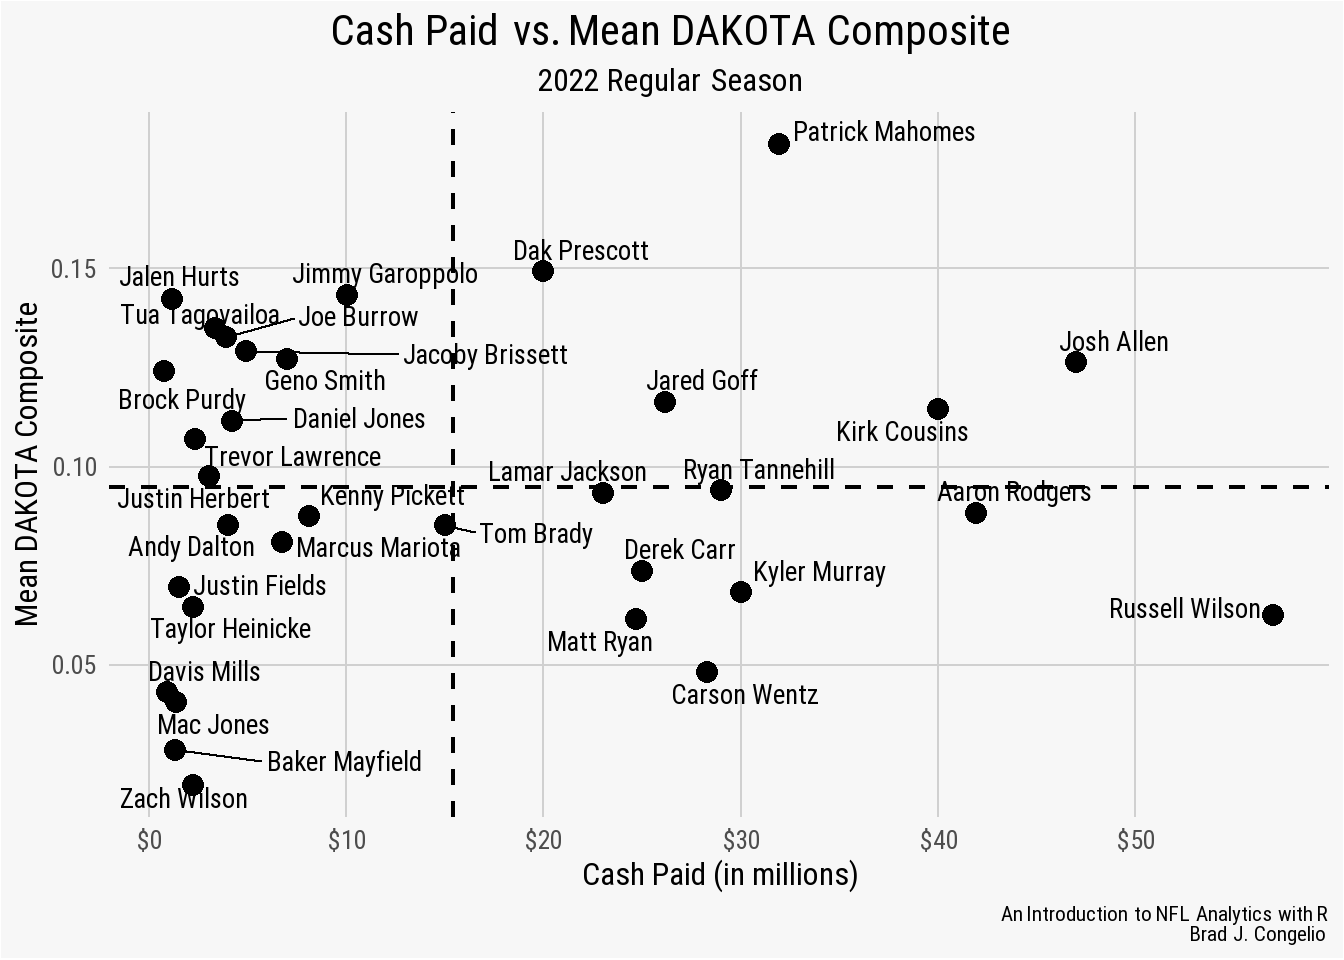 Cash Paid vs. Mean DAKOTA Composite
2022 Regular Season
Patrick Mahomes
Dak Prescott
0.15
Jalen Hurts
Jimmy Garoppolo
Tua Tagovailoa
Joe Burrow
Josh Allen
Jacoby Brissett
Geno Smith
Jared Goff
Brock Purdy
Daniel Jones
Kirk Cousins
Trevor Lawrence
0.10
Lamar Jackson
Ryan Tannehill
Justin Herbert
Kenny Pickett
Aaron Rodgers
Tom Brady
Andy Dalton
Marcus Mariota
Derek Carr
Kyler Murray
Justin Fields
Russell Wilson
Taylor Heinicke
Matt Ryan
0.05
Davis Mills
Carson Wentz
Mac Jones
Baker Mayfield
Zach Wilson
Mean DAKOTA Composite
$0
$10
$20
$30
$40
$50
Cash Paid (in millions)
An Introduction to NFL Analytics with R
Brad J. Congelio